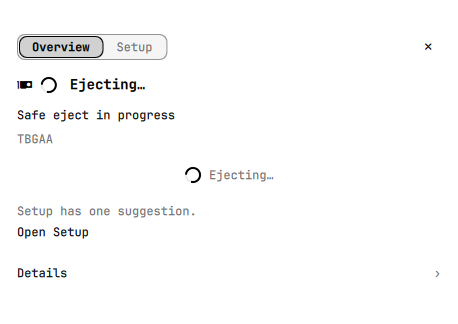 Overview Setup ×
Ejecting…
Safe eject in progress
TBGAA
Ejecting…
Setup has one suggestion.
Open Setup
Details ›